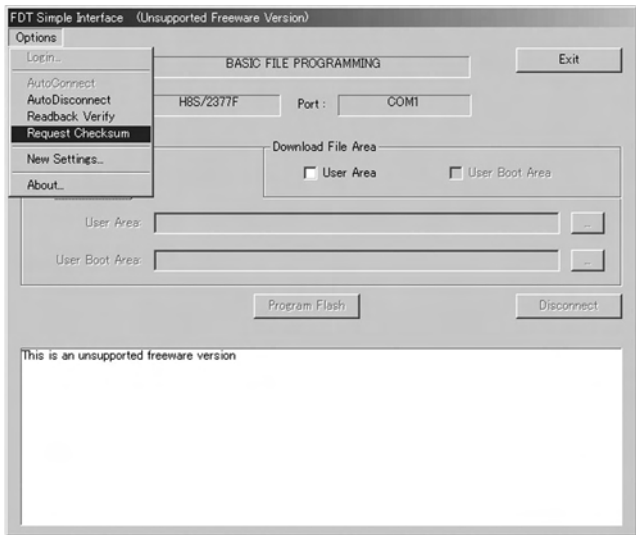 FDT Simple Interface (Unsupported Freeware Version)
Options
Login...
AutoConnect
AutoDisconnect
Readback Verify
Request Checksum
New Settings...
About...
BASIC FILE PROGRAMMING
Exit
H8S/2377F
Port :
COM1
Download File Area
User Area
User Boot Area
User Area:
...
User Boot Area:
...
Program Flash
Disconnect
This is an unsupported freeware version